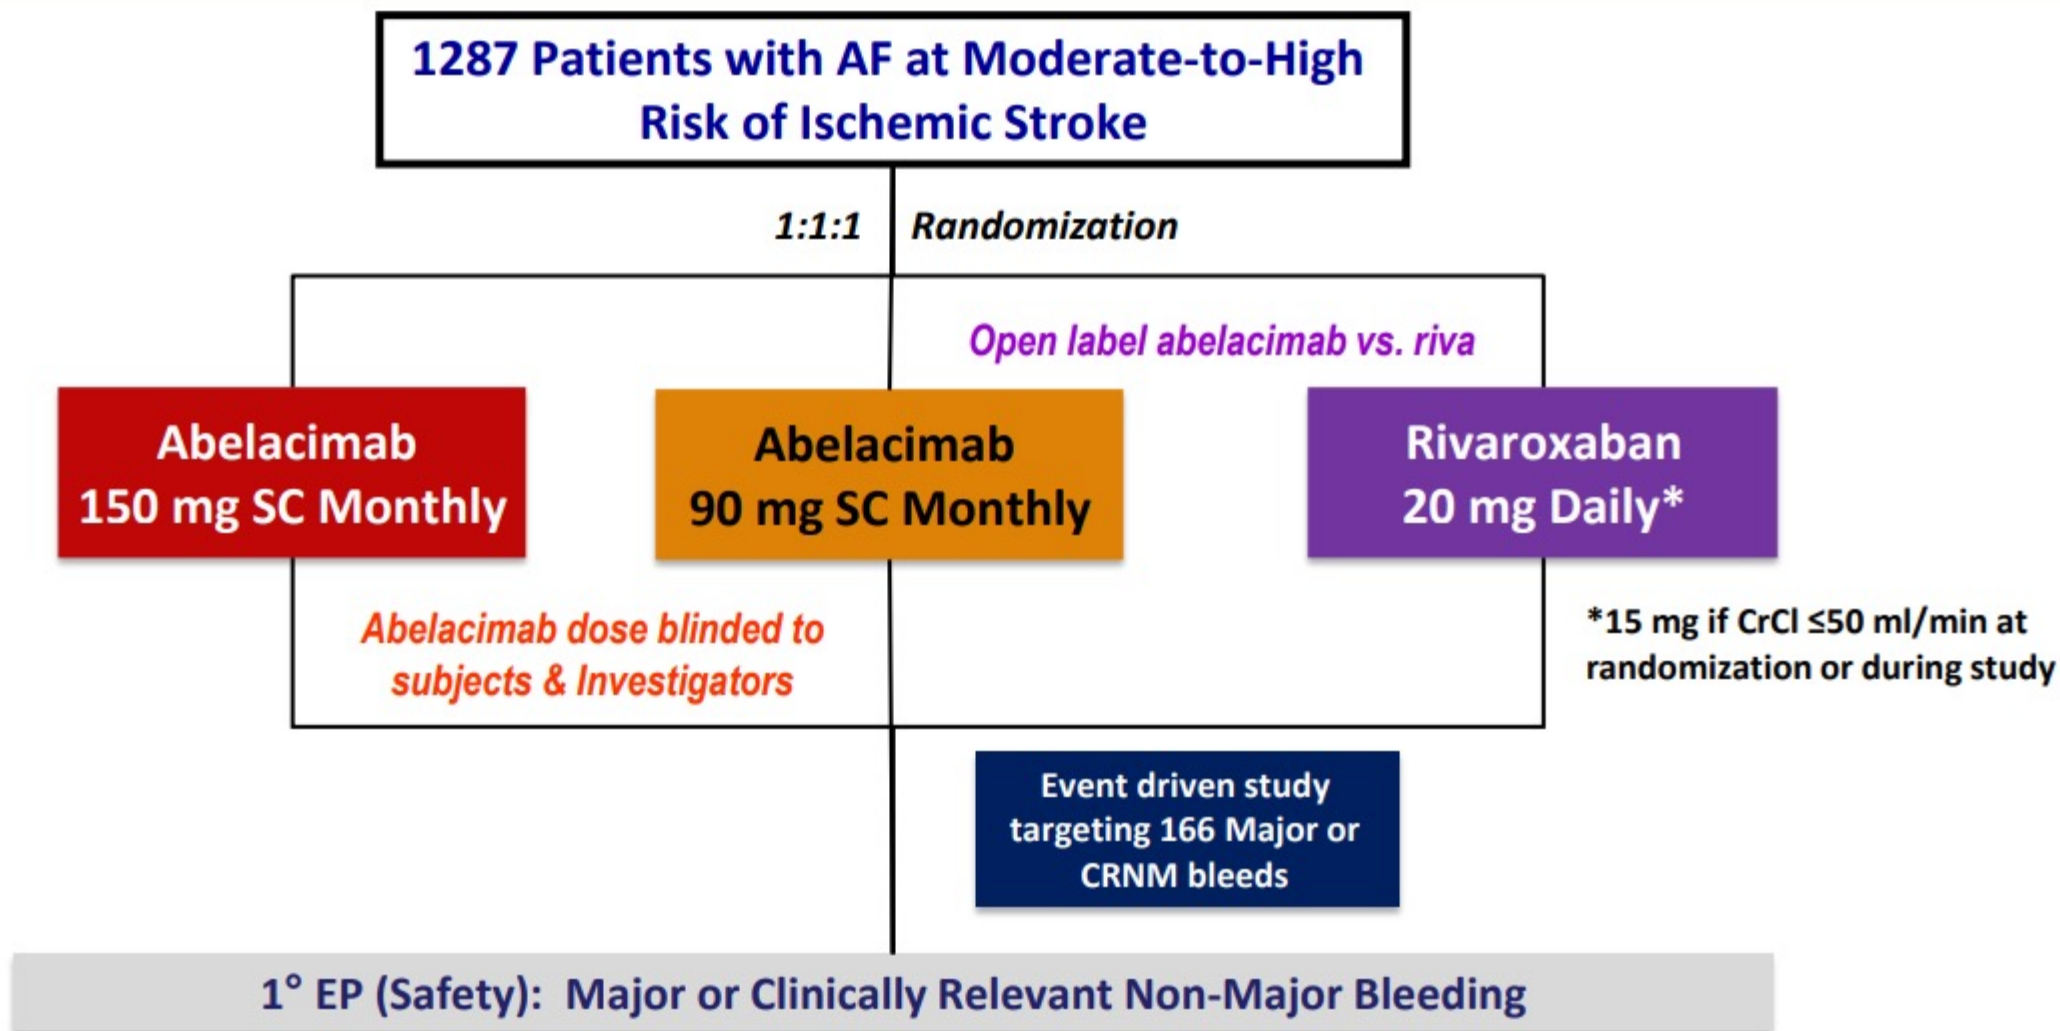 1287 Patients with AF at Moderate-to-High
Risk of Ischemic Stroke
1:1:1 Randomization
Open label abelacimab vs. riva
Abelacimab
150 mg SC Monthly
Abelacimab
90 mg SC Monthly
Rivaroxaban
20 mg Daily*
Abelacimab dose blinded to
subjects & Investigators
*15 mg if CrCl ≤50 ml/min at
randomization or during study
Event driven study
targeting 166 Major or
CRNM bleeds
1° EP (Safety): Major or Clinically Relevant Non-Major Bleeding